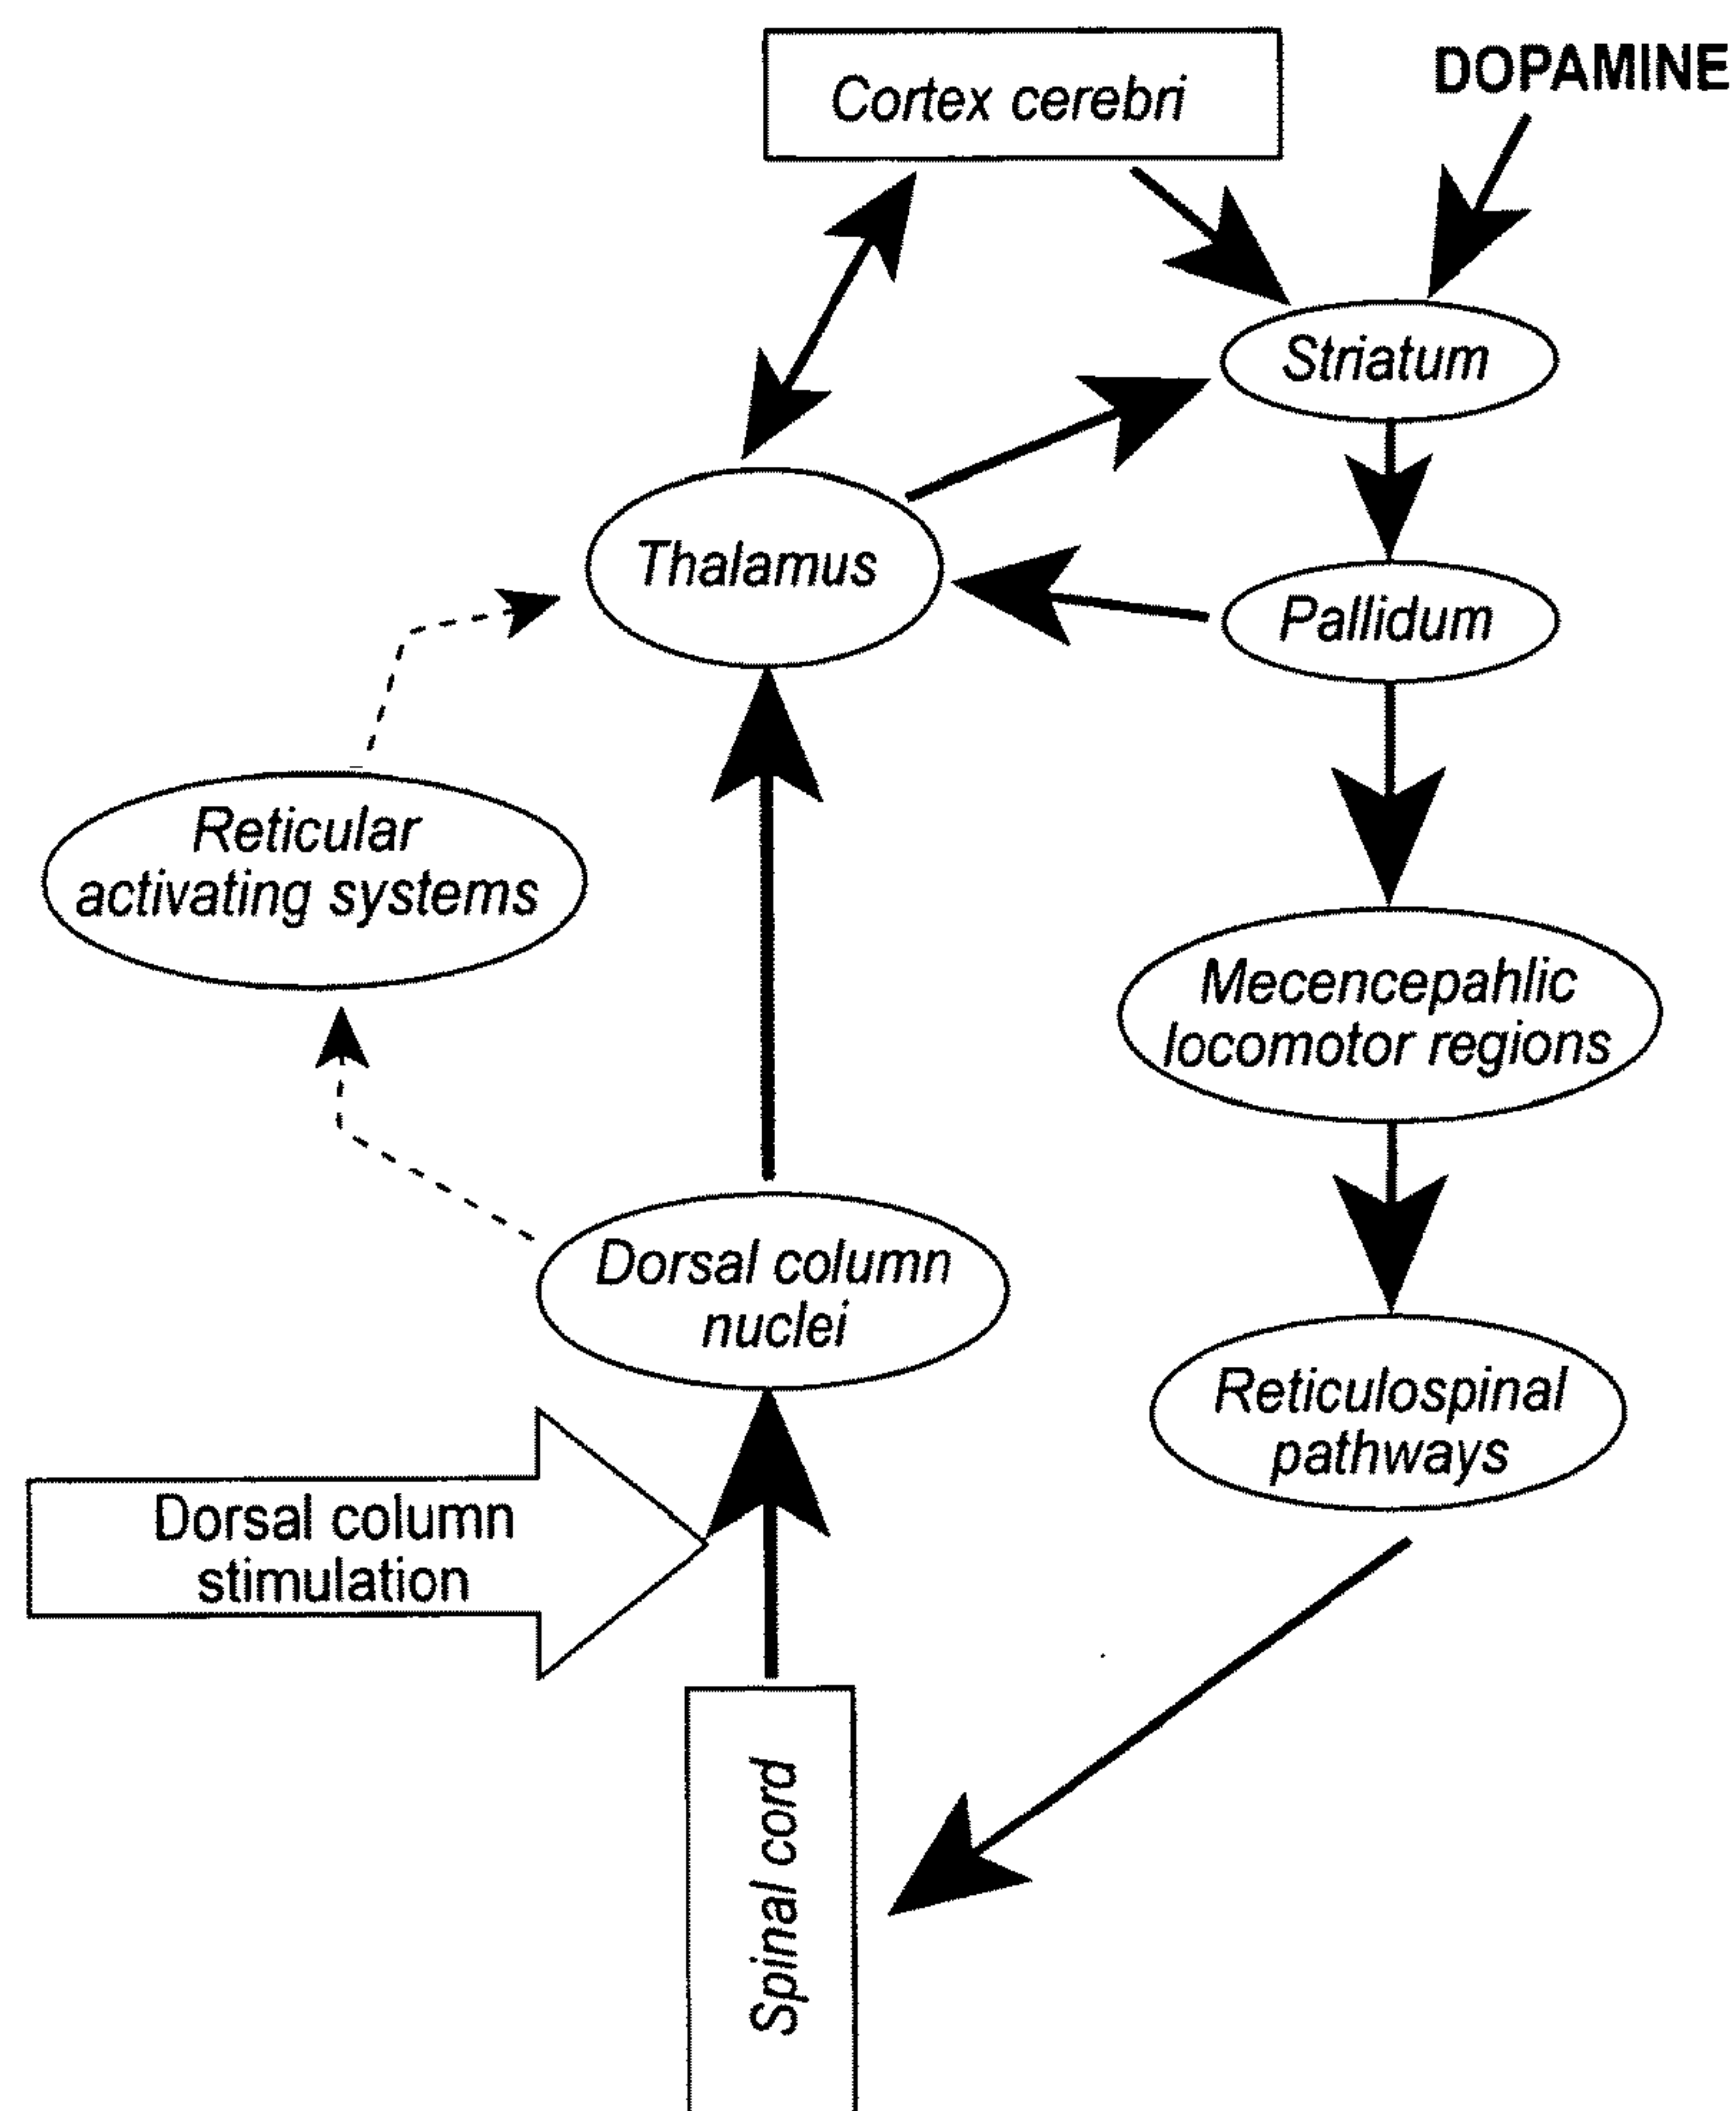 Cortex cerebri
DOPAMINE
Striatum
Thalamus
Pallidum
Reticular
activating systems
Mecencepahlic
locomotor regions
Dorsal column
nuclei
Reticulospinal
pathways
Dorsal column
stimulation
Spinal cord